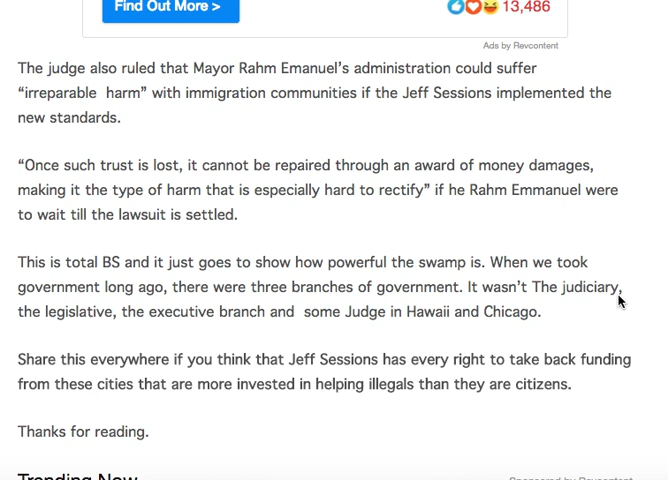 Find Out More >
13,486
Ads by Revcontent
The judge also ruled that Mayor Rahm Emanuel’s administration could suffer
“irreparable  harm” with immigration communities if the Jeff Sessions implemented the
new standards.
“Once such trust is lost, it cannot be repaired through an award of money damages,
making it the type of harm that is especially hard to rectify” if he Rahm Emmanuel were
to wait till the lawsuit is settled.
This is total BS and it just goes to show how powerful the swamp is. When we took
government long ago, there were three branches of government. It wasn’t The judiciary,
the legislative, the executive branch and  some Judge in Hawaii and Chicago.
Share this everywhere if you think that Jeff Sessions has every right to take back funding
from these cities that are more invested in helping illegals than they are citizens.
Thanks for reading.
Trending Now
Sponsored by Revcontent